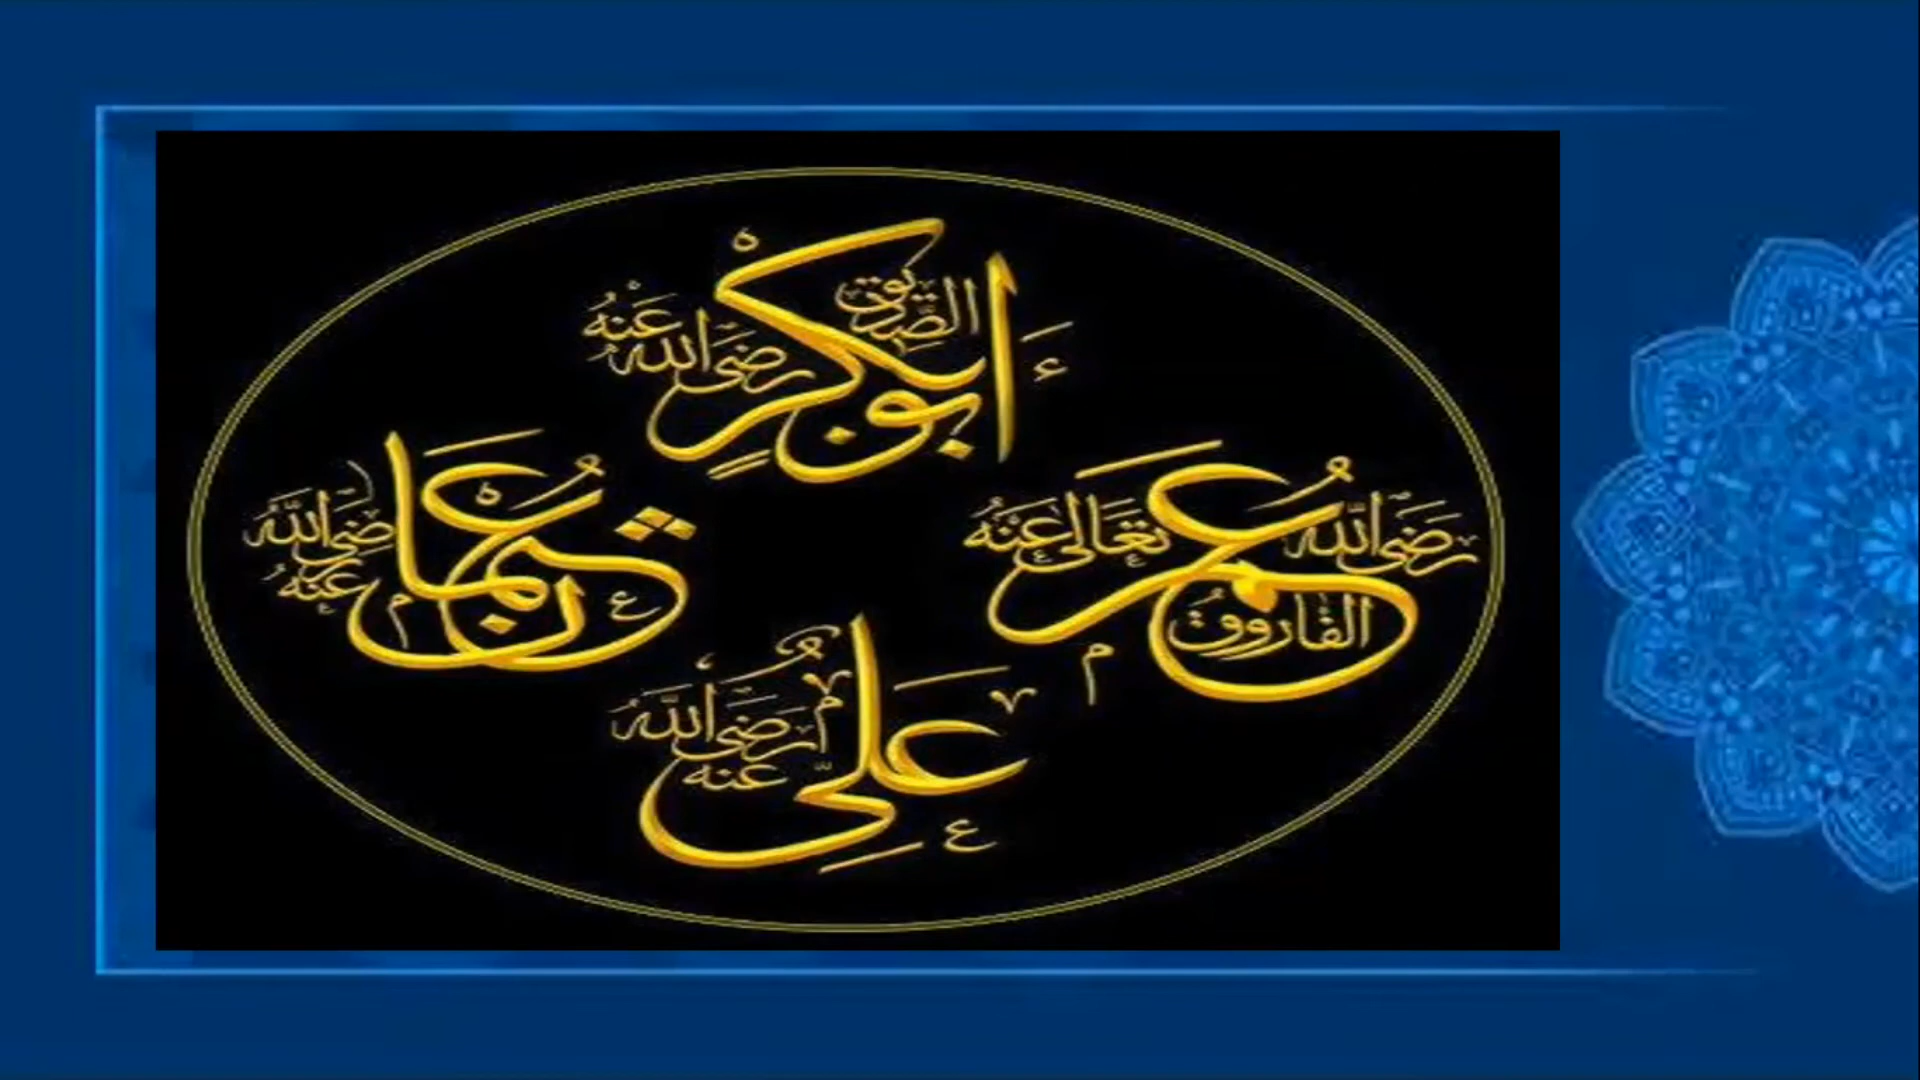 أبو بكر الصديق رضي الله عنه
عمر الفاروق رضي الله تعالى عنه
عثمان رضي الله عنه
علي رضي الله عنه